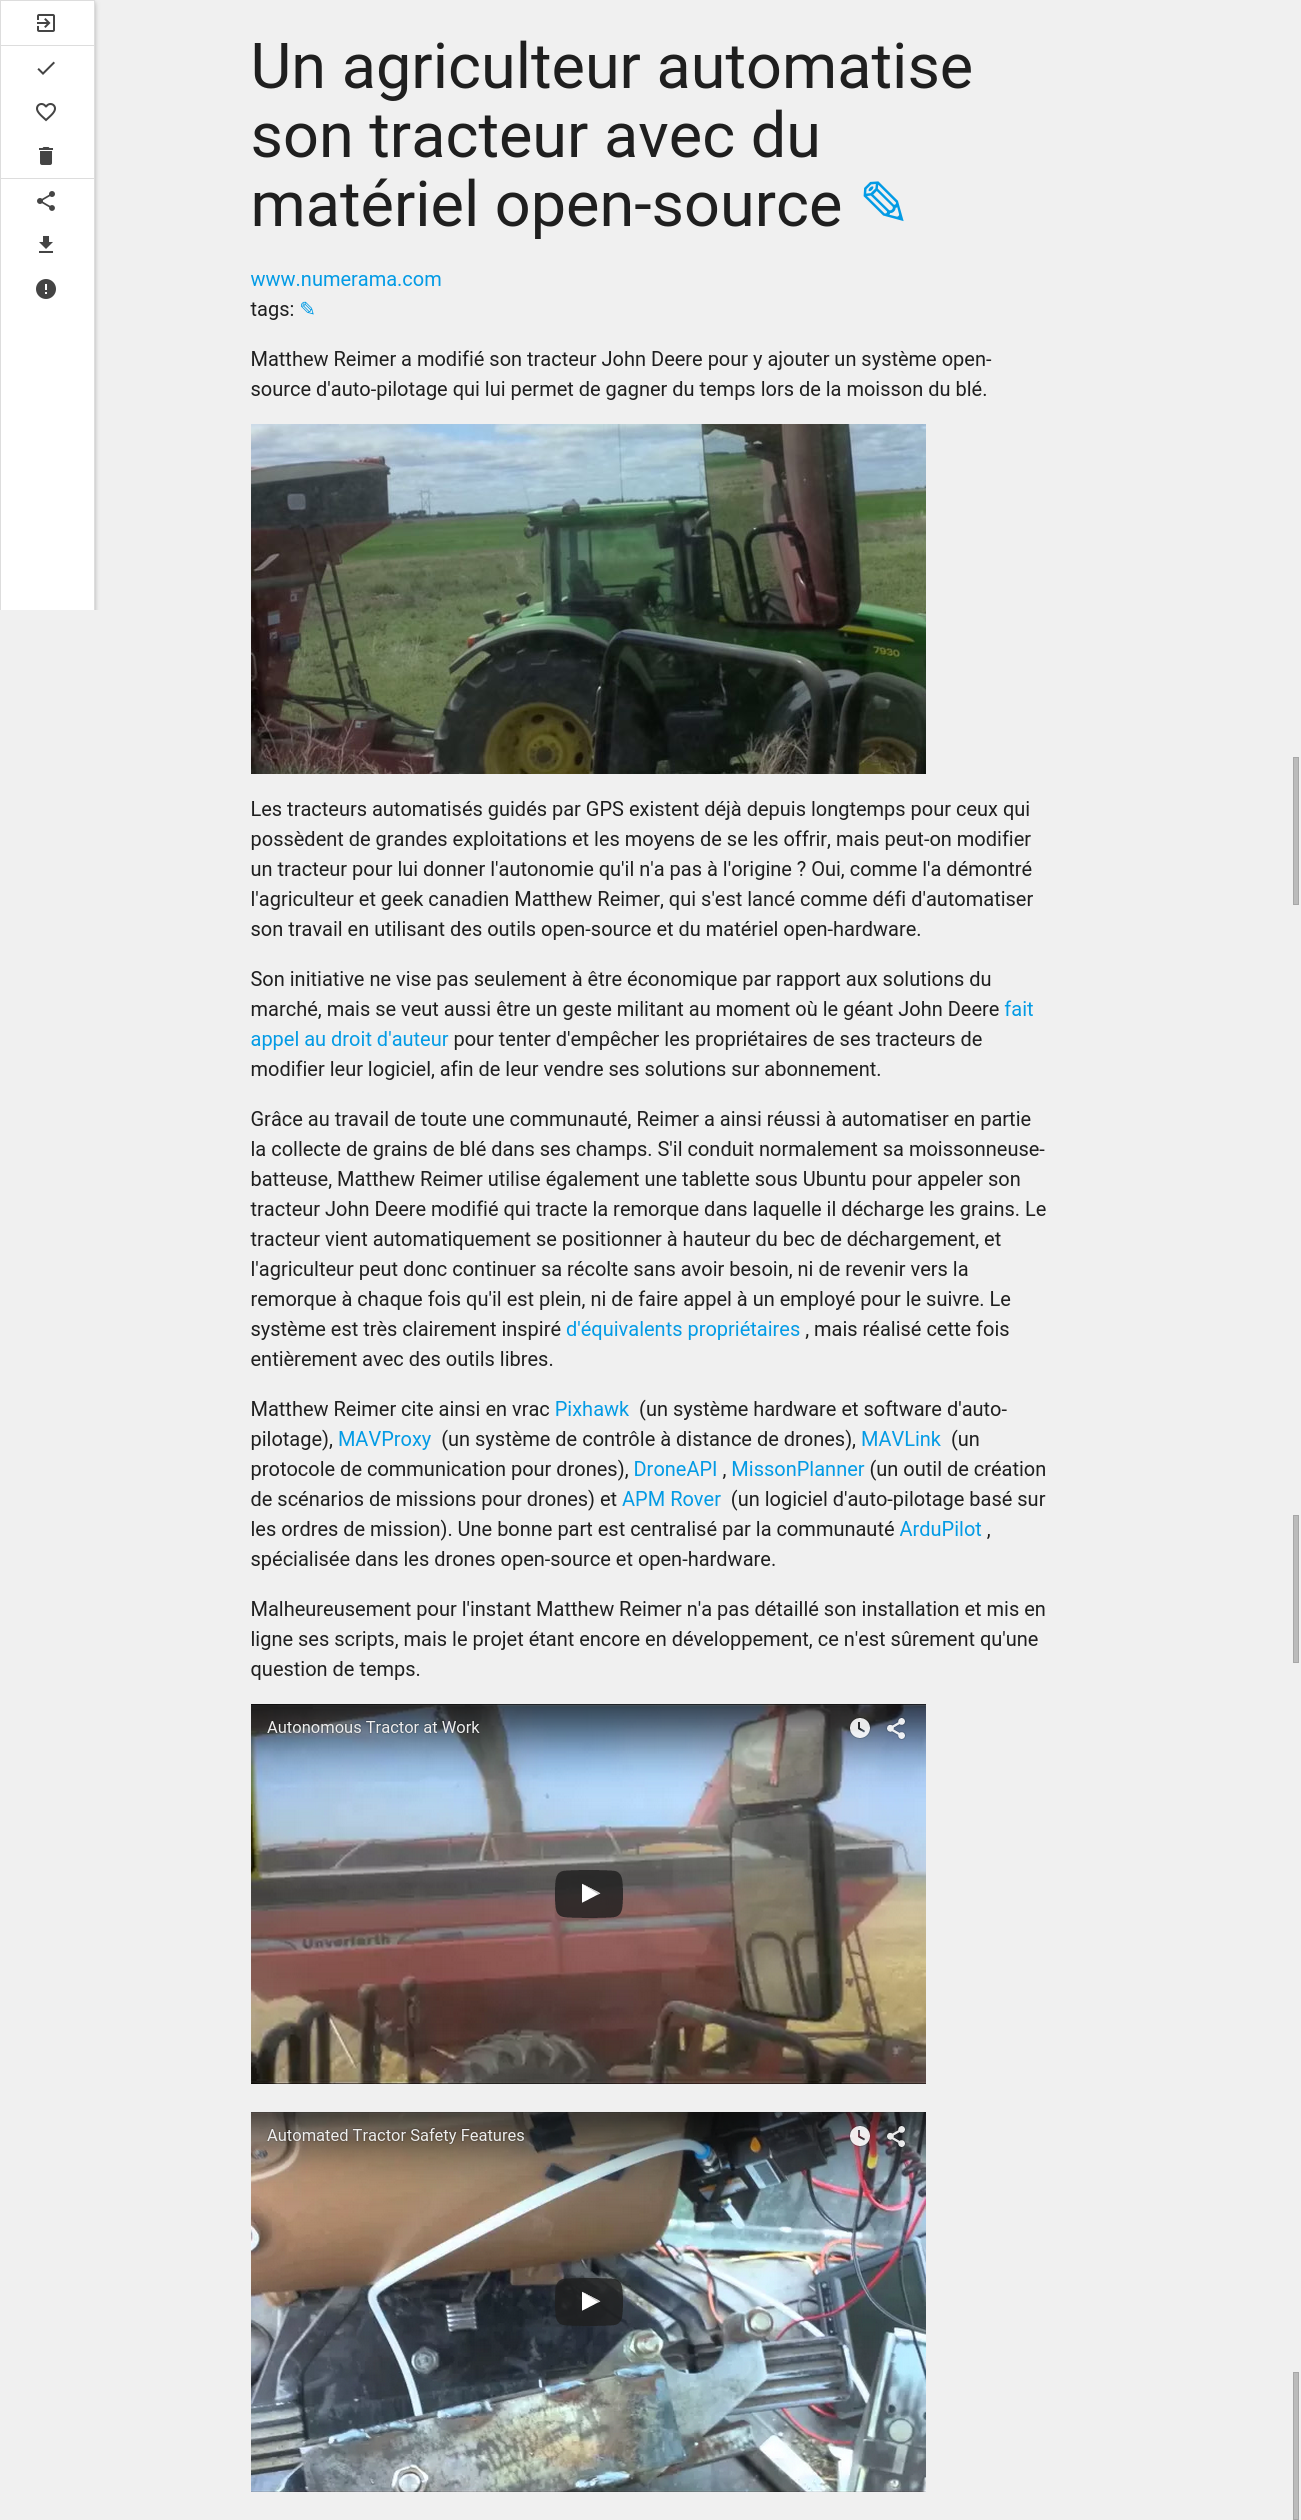 Un agriculteur automatise
son tracteur avec du
matériel open-source ✎
www.numerama.com
tags: ✎
Matthew Reimer a modifié son tracteur John Deere pour y ajouter un système open-
source d'auto-pilotage qui lui permet de gagner du temps lors de la moisson du blé.
7930
Les tracteurs automatisés guidés par GPS existent déjà depuis longtemps pour ceux qui
possèdent de grandes exploitations et les moyens de se les offrir, mais peut-on modifier
un tracteur pour lui donner l'autonomie qu'il n'a pas à l'origine ? Oui, comme l'a démontré
l'agriculteur et geek canadien Matthew Reimer, qui s'est lancé comme défi d'automatiser
son travail en utilisant des outils open-source et du matériel open-hardware.
Son initiative ne vise pas seulement à être économique par rapport aux solutions du
marché, mais se veut aussi être un geste militant au moment où le géant John Deere fait
appel au droit d'auteur pour tenter d'empêcher les propriétaires de ses tracteurs de
modifier leur logiciel, afin de leur vendre ses solutions sur abonnement.
Grâce au travail de toute une communauté, Reimer a ainsi réussi à automatiser en partie
la collecte de grains de blé dans ses champs. S'il conduit normalement sa moissonneuse-
batteuse, Matthew Reimer utilise également une tablette sous Ubuntu pour appeler son
tracteur John Deere modifié qui tracte la remorque dans laquelle il décharge les grains. Le
tracteur vient automatiquement se positionner à hauteur du bec de déchargement, et
l'agriculteur peut donc continuer sa récolte sans avoir besoin, ni de revenir vers la
remorque à chaque fois qu'il est plein, ni de faire appel à un employé pour le suivre. Le
système est très clairement inspiré d'équivalents propriétaires , mais réalisé cette fois
entièrement avec des outils libres.
Matthew Reimer cite ainsi en vrac Pixhawk  (un système hardware et software d'auto-
pilotage), MAVProxy  (un système de contrôle à distance de drones), MAVLink  (un
protocole de communication pour drones), DroneAPI , MissonPlanner (un outil de création
de scénarios de missions pour drones) et APM Rover  (un logiciel d'auto-pilotage basé sur
les ordres de mission). Une bonne part est centralisé par la communauté ArduPilot ,
spécialisée dans les drones open-source et open-hardware.
Malheureusement pour l'instant Matthew Reimer n'a pas détaillé son installation et mis en
ligne ses scripts, mais le projet étant encore en développement, ce n'est sûrement qu'une
question de temps.
Autonomous Tractor at Work
Unverferth
Automated Tractor Safety Features